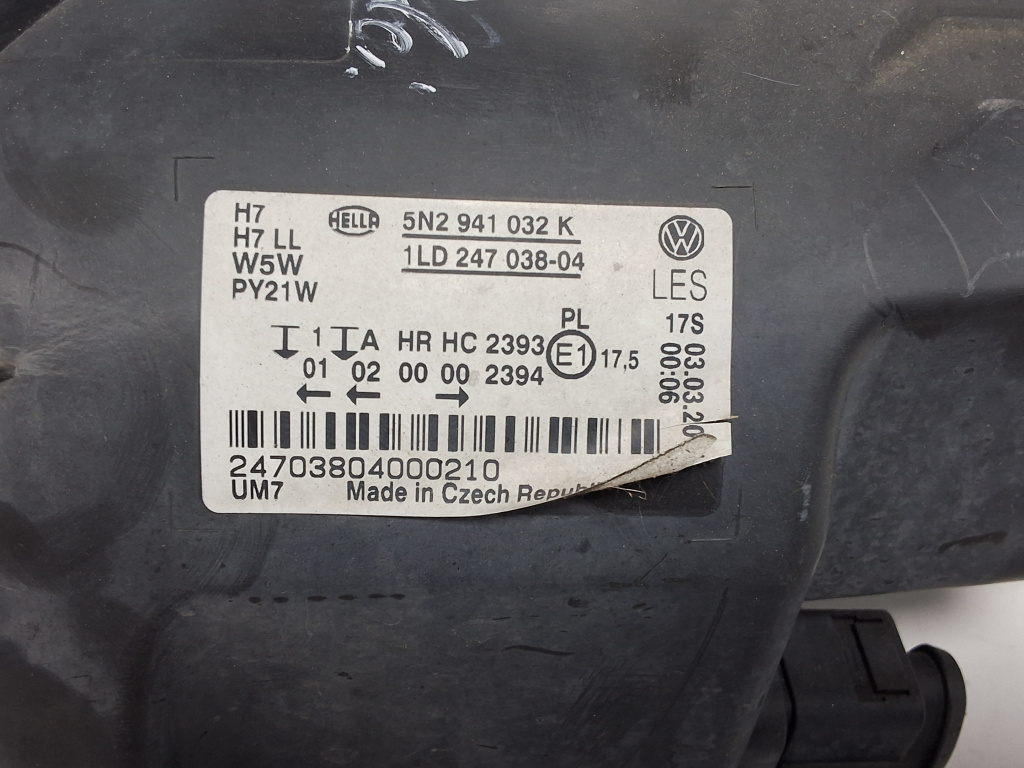 H7
H7 LL
W5W
PY21W
HELLA
5N2 941 032 K
1LD 247 038-04
VW
LES
17S
03.03.20
00:06
1 A HR HC 2393
01 02 00 00 2394
PL
E1
17,5
24703804000210
UM7 Made in Czech